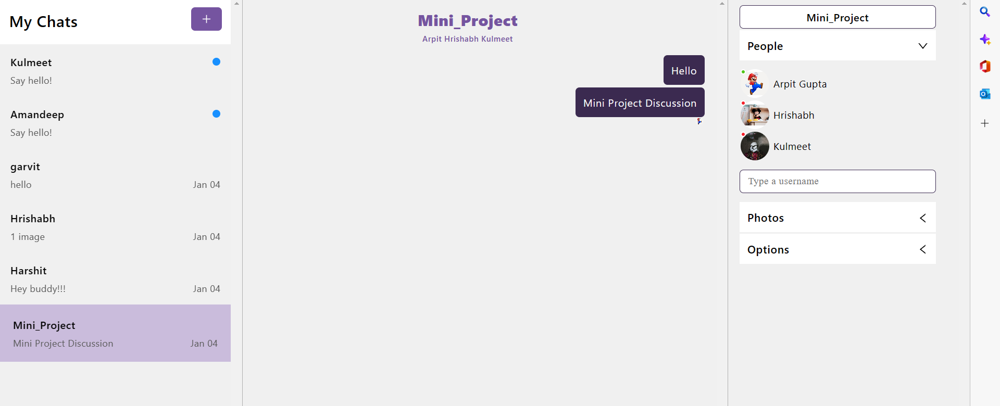 My Chats
+
Kulmeet
Say hello!
Amandeep
Say hello!
garvit
hello Jan 04
Hrishabh
1 image Jan 04
Harshit
Hey buddy!!! Jan 04
Mini_Project
Mini Project Discussion Jan 04
Mini_Project
Arpit Hrishabh Kulmeet
Hello
Mini Project Discussion
Mini_Project
People
Arpit Gupta
Hrishabh
Kulmeet
Type a username
Photos
Options